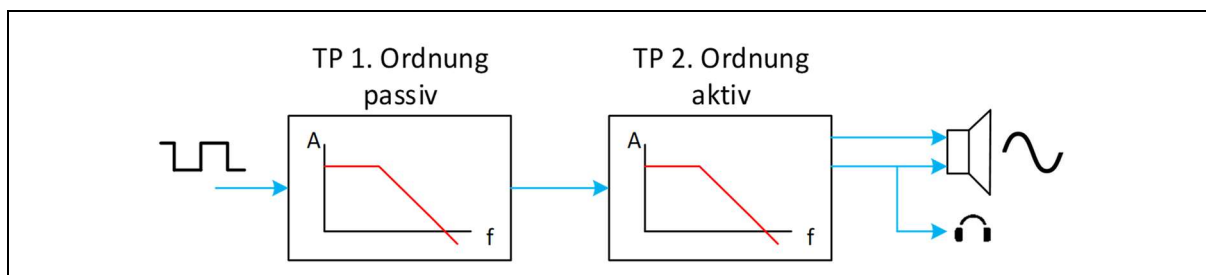 TP 1. Ordnung
passiv
A
f
TP 2. Ordnung
aktiv
A
f